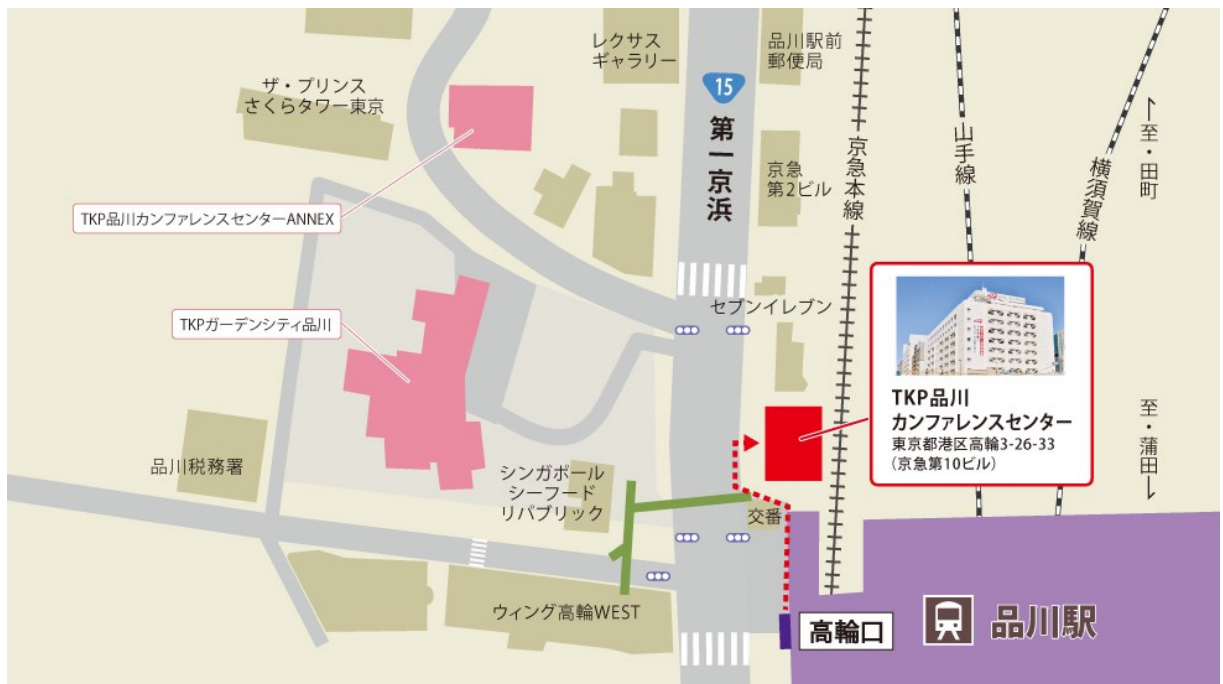 レクサス
ギャラリー
品川駅前
郵便局
ザ・プリンス
さくらタワー東京
15
第一京浜
京急
第2ビル
京急本線
山手線
横須賀線
至・田町
TKP品川カンファレンスセンターANNEX
セブンイレブン
TKPガーデンシティ品川
TKP品川
カンファレンスセンター
東京都港区高輪3-26-33
(京急第10ビル)
至・蒲田
品川税務署
シンガポール
シーフード
リパブリック
交番
ウィング高輪WEST
高輪口
品川駅